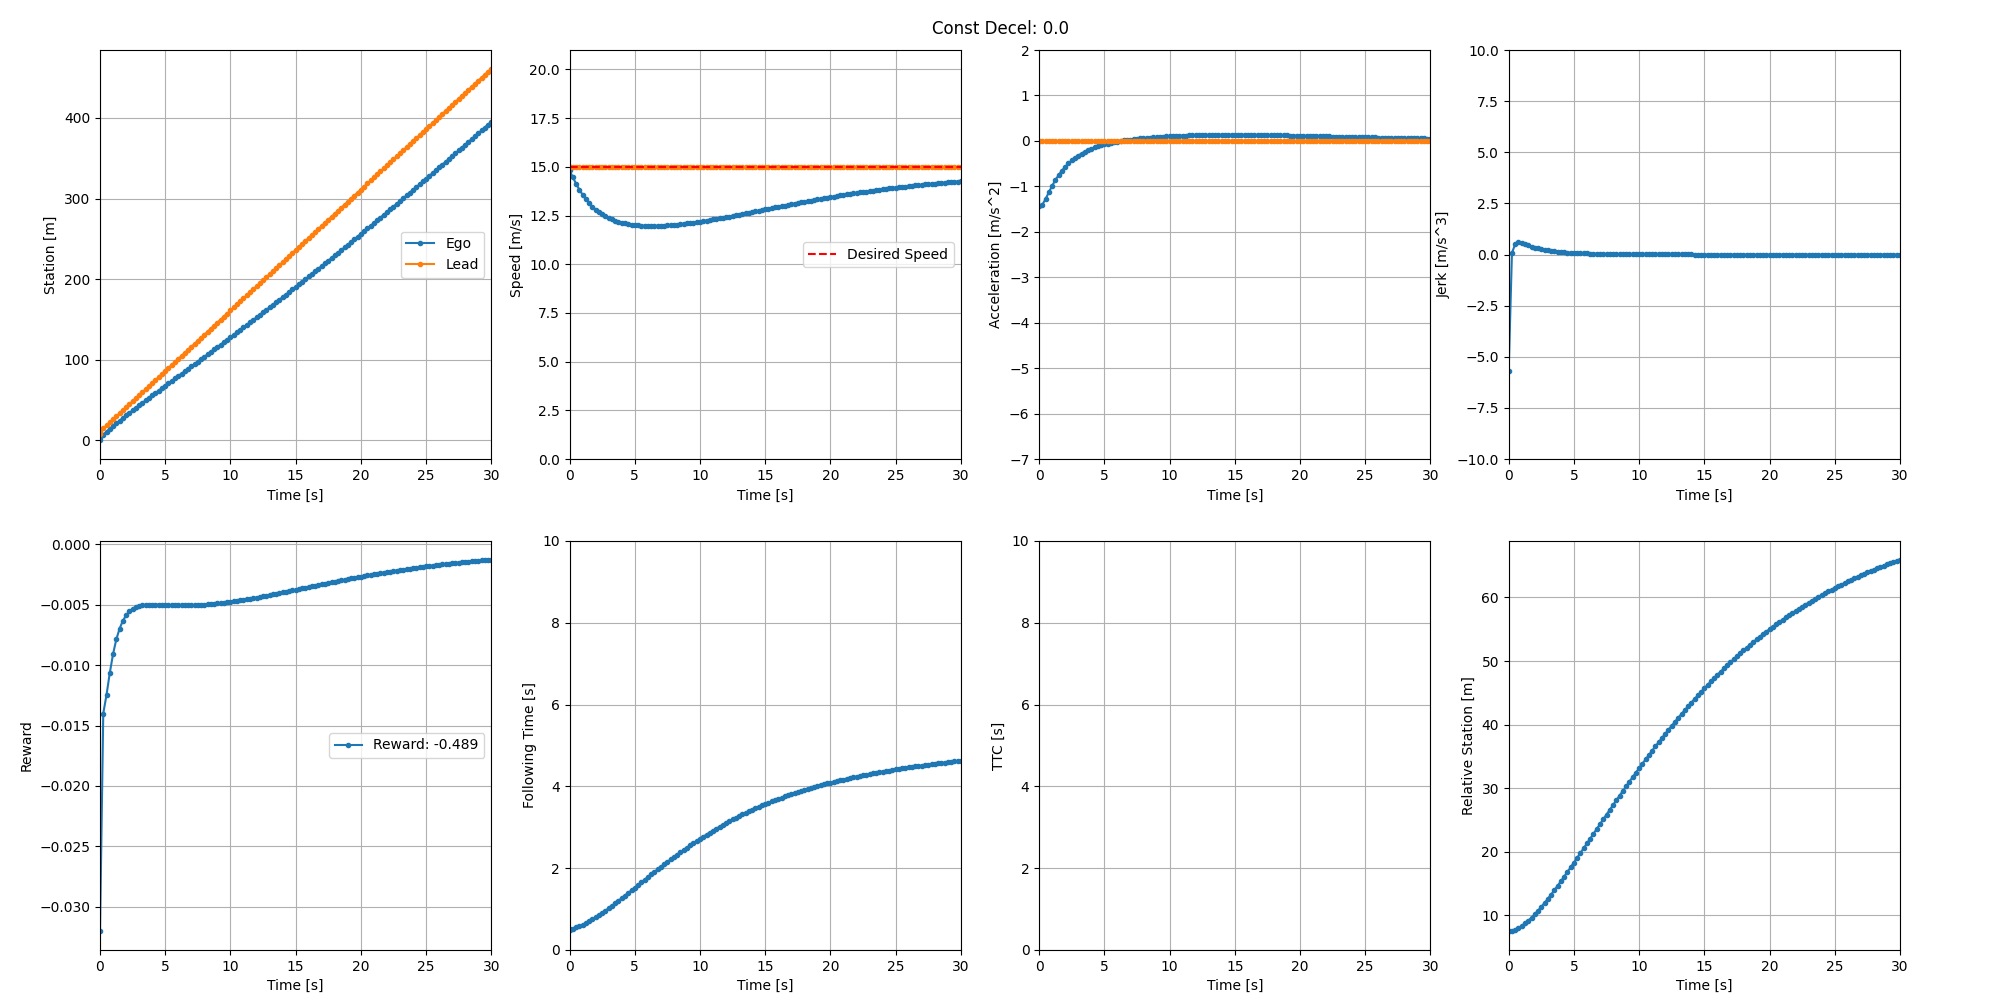 Const Decel: 0.0
Station [m]
400
300
200
100
0
Ego
Lead
0 5 10 15 20 25 30
Time [s]
Speed [m/s]
20.0
17.5
15.0
12.5
10.0
7.5
5.0
2.5
0.0
Desired Speed
0 5 10 15 20 25 30
Time [s]
Acceleration [m/s^2]
2
1
0
−1
−2
−3
−4
−5
−6
−7
0 5 10 15 20 25 30
Time [s]
Jerk [m/s^3]
10.0
7.5
5.0
2.5
0.0
−2.5
−5.0
−7.5
−10.0
0 5 10 15 20 25 30
Time [s]
Reward
0.000
−0.005
−0.010
−0.015
−0.020
−0.025
−0.030
Reward: -0.489
0 5 10 15 20 25 30
Time [s]
Following Time [s]
10
8
6
4
2
0
0 5 10 15 20 25 30
Time [s]
TTC [s]
10
8
6
4
2
0
0 5 10 15 20 25 30
Time [s]
Relative Station [m]
60
50
40
30
20
10
0 5 10 15 20 25 30
Time [s]